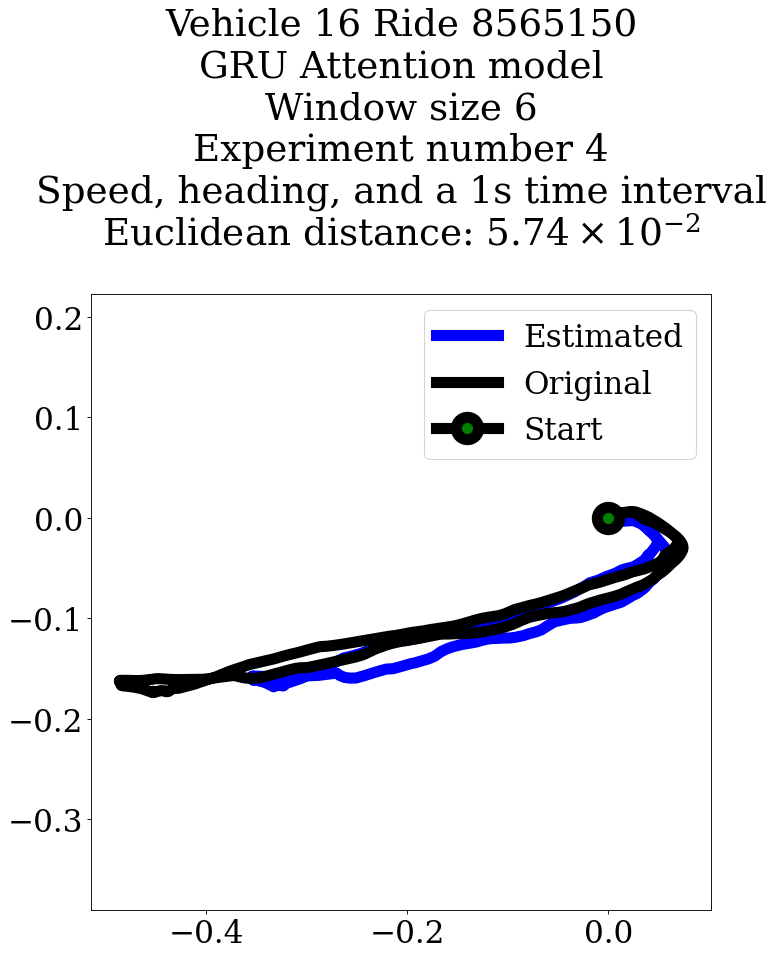 Vehicle 16 Ride 8565150
GRU Attention model
Window size 6
Experiment number 4
Speed, heading, and a 1s time interval
Euclidean distance: 5.74 × 10⁻²
Estimated
Original
Start
0.2
0.1
0.0
−0.1
−0.2
−0.3
−0.4
−0.2
0.0